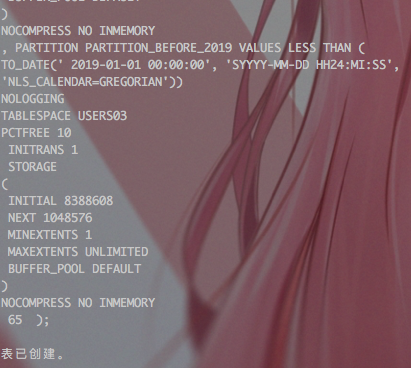 )
NOCOMPRESS NO INMEMORY
, PARTITION PARTITION_BEFORE_2019 VALUES LESS THAN (
TO_DATE(' 2019-01-01 00:00:00', 'SYYYY-MM-DD HH24:MI:SS',
'NLS_CALENDAR=GREGORIAN'))
NOLOGGING
TABLESPACE USERS03
PCTFREE 10
INITRANS 1
STORAGE
(
INITIAL 8388608
NEXT 1048576
MINEXTENTS 1
MAXEXTENTS UNLIMITED
BUFFER_POOL DEFAULT
)
NOCOMPRESS NO INMEMORY
65 );
表已创建。